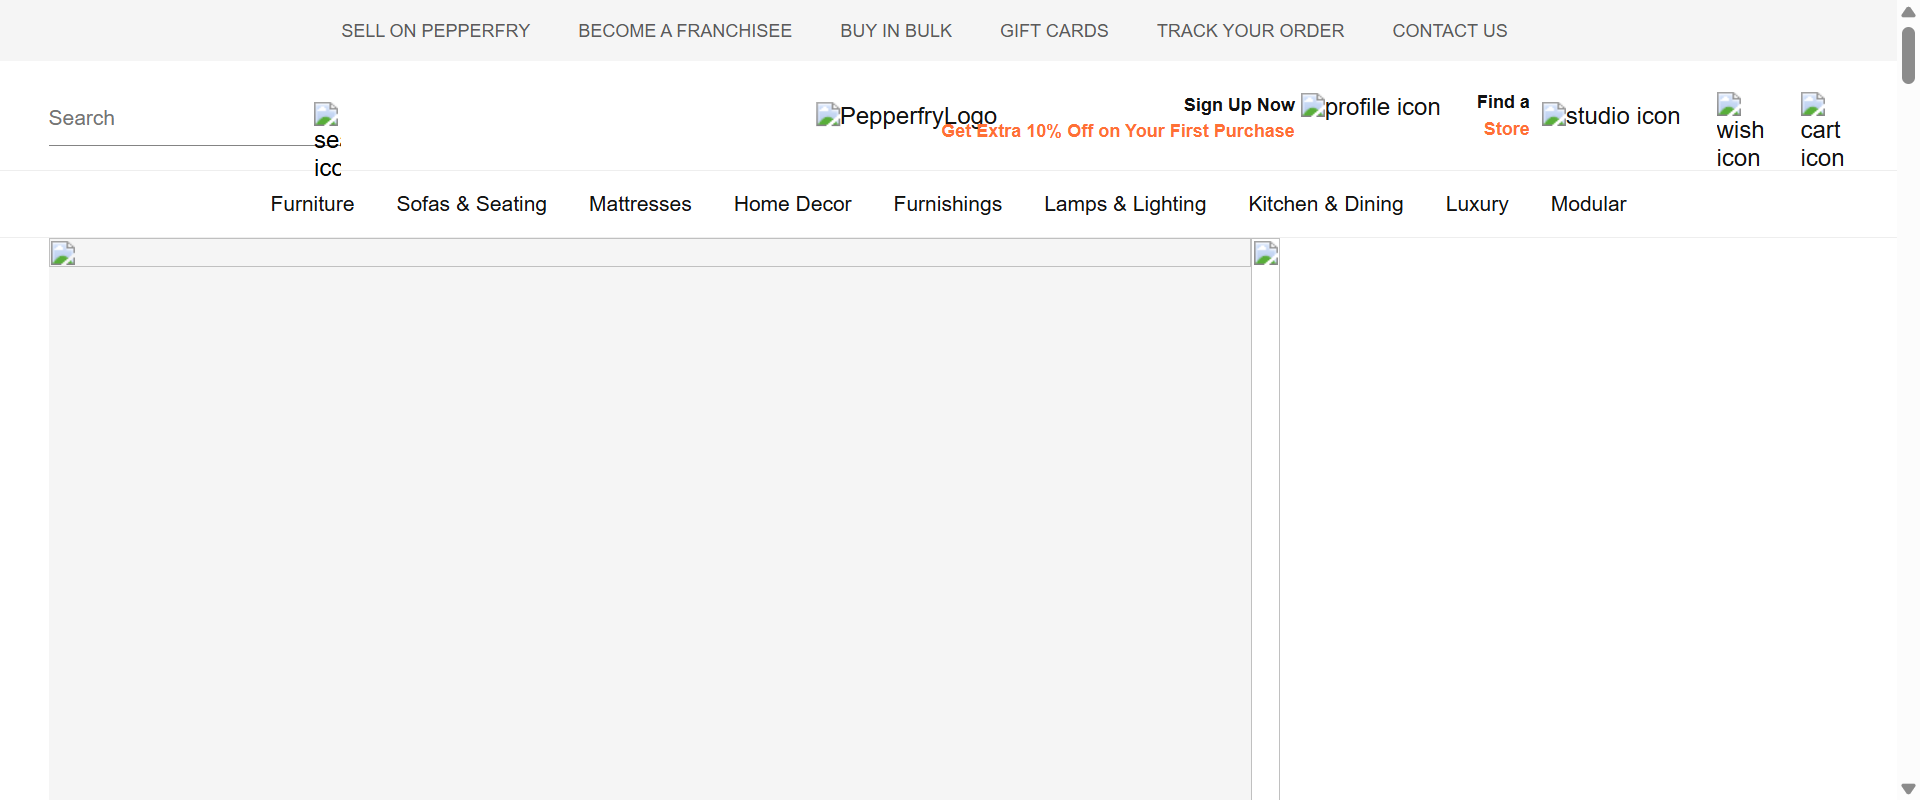 SELL ON PEPPERFRY BECOME A FRANCHISEE BUY IN BULK GIFT CARDS TRACK YOUR ORDER CONTACT US
Search
sea
ico
PepperfryLogo
Sign Up Now
Get Extra 10% Off on Your First Purchase
profile icon
Find a
Store
studio icon
wish
icon
cart
icon
Furniture Sofas & Seating Mattresses Home Decor Furnishings Lamps & Lighting Kitchen & Dining Luxury Modular